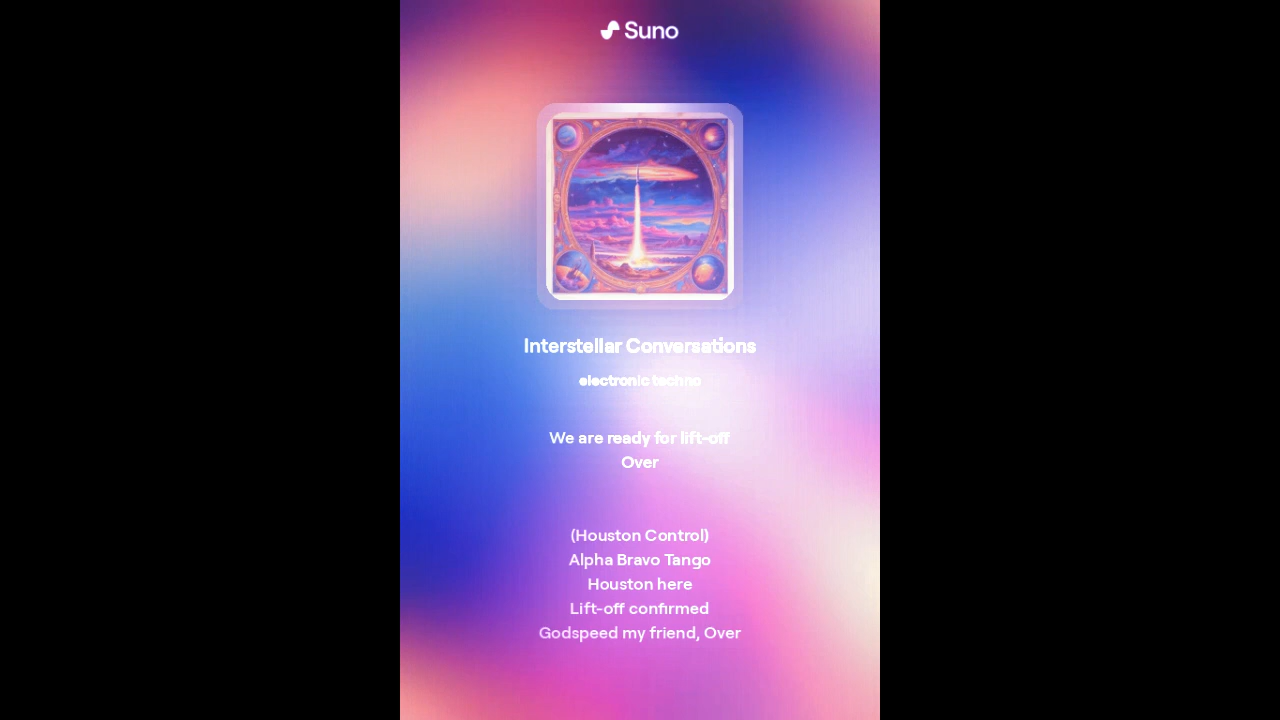 Suno
Interstellar Conversations
electronic techno
We are ready for lift-off
Over
(Houston Control)
Alpha Bravo Tango
Houston here
Lift-off confirmed
Godspeed my friend, Over